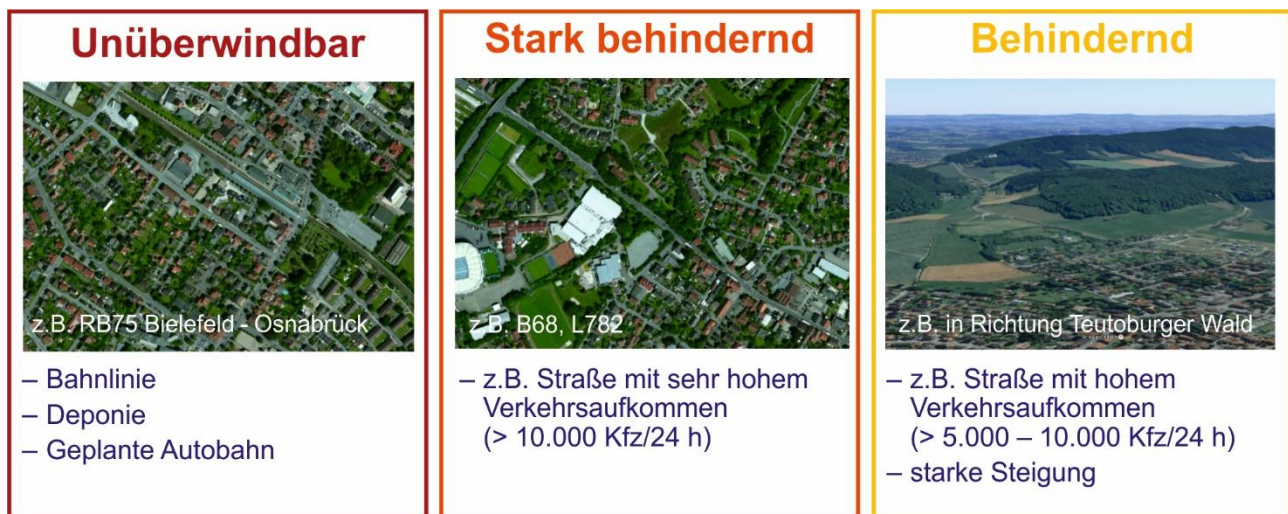 Unüberwindbar
z.B. RB75 Bielefeld - Osnabrück
– Bahnlinie
– Deponie
– Geplante Autobahn
Stark behindernd
z.B. B68, L782
– z.B. Straße mit sehr hohem
Verkehrsaufkommen
(> 10.000 Kfz/24 h)
Behindernd
z.B. in Richtung Teutoburger Wald
– z.B. Straße mit hohem
Verkehrsaufkommen
(> 5.000 – 10.000 Kfz/24 h)
– starke Steigung